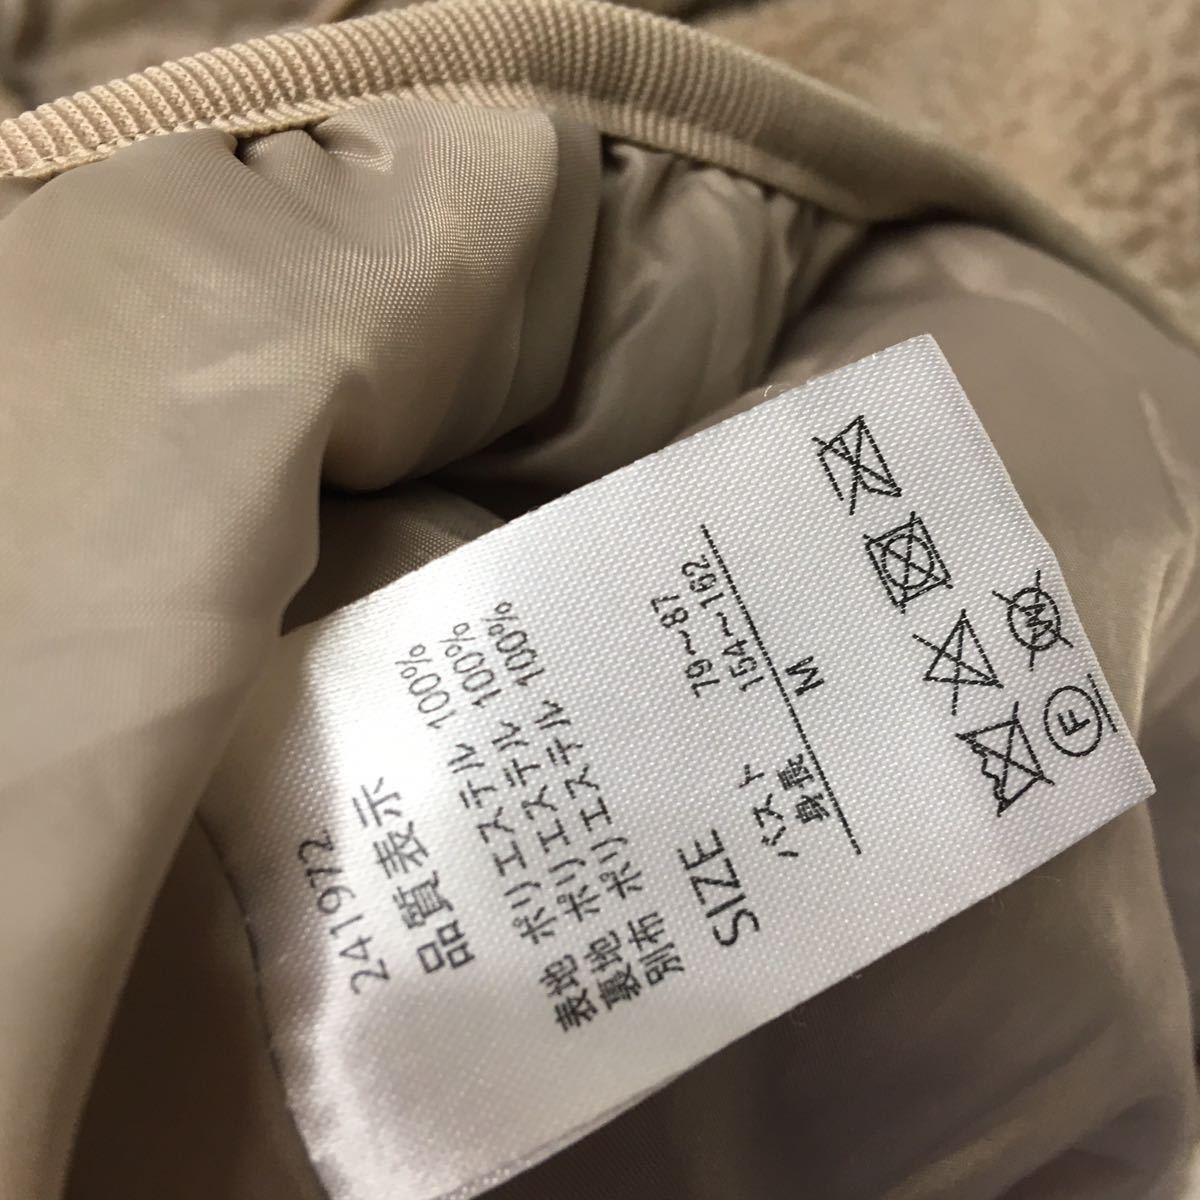 241972
品質表示
表地 ポリエステル 100%
裏地 ポリエステル 100%
別布 ポリエステル 100%
SIZE
バスト 79~87
身長 154~162
M
F
W